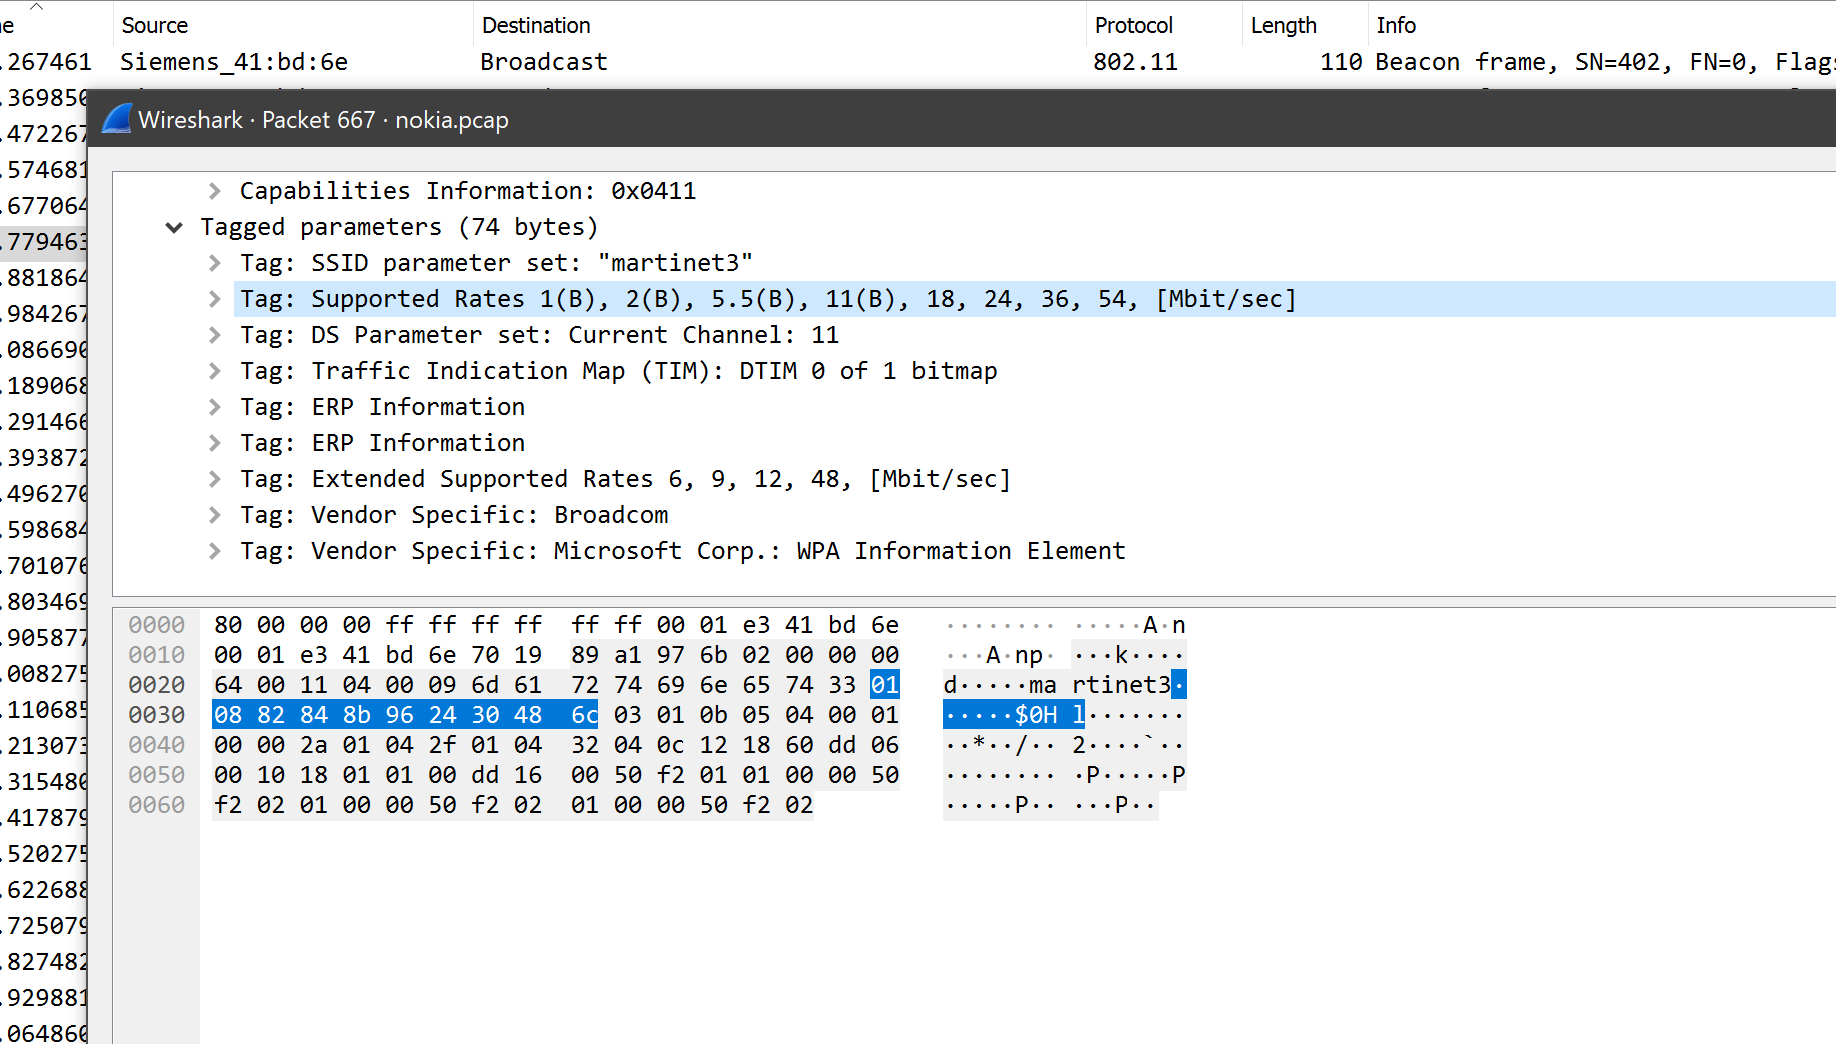 Source Destination Protocol Length Info
.267461 Siemens_41:bd:6e Broadcast 802.11 110 Beacon frame, SN=402, FN=0,
Wireshark · Packet 667 · nokia.pcap
.472267
.574681
Capabilities Information: 0x0411
.677064
Tagged parameters (74 bytes)
.779463
Tag: SSID parameter set: "martinet3"
.881864
Tag: Supported Rates 1(B), 2(B), 5.5(B), 11(B), 18, 24, 36, 54, [Mbit/sec]
.984267
Tag: DS Parameter set: Current Channel: 11
.086690
Tag: Traffic Indication Map (TIM): DTIM 0 of 1 bitmap
.189068
Tag: ERP Information
.291466
Tag: ERP Information
.393872
Tag: Extended Supported Rates 6, 9, 12, 48, [Mbit/sec]
.496270
Tag: Vendor Specific: Broadcom
.598684
Tag: Vendor Specific: Microsoft Corp.: WPA Information Element
.701076
.803469
0000 80 00 00 00 ff ff ff ff ff ff 00 01 e3 41 bd 6e ········ ·····A·n
0010 00 01 e3 41 bd 6e 70 19 89 a1 97 6b 02 00 00 00 ···A·np· ···k····
0020 64 00 11 04 00 09 6d 61 72 74 69 6e 65 74 33 01 d·····ma rtinet3·
0030 08 82 84 8b 96 24 30 48 6c 03 01 0b 05 04 00 01 ·····$0H l·······
0040 00 00 2a 01 04 2f 01 04 32 04 0c 12 18 60 dd 06 ··*··/·· 2····`··
0050 00 10 18 01 01 00 dd 16 00 50 f2 01 01 00 00 50 ········ ·P·····P
0060 f2 02 01 00 00 50 f2 02 01 00 00 50 f2 02 ·····P·· ···P··
.905877
.008275
.110685
.213073
.315480
.417879
.520275
.622688
.725079
.827482
.929881
.064860